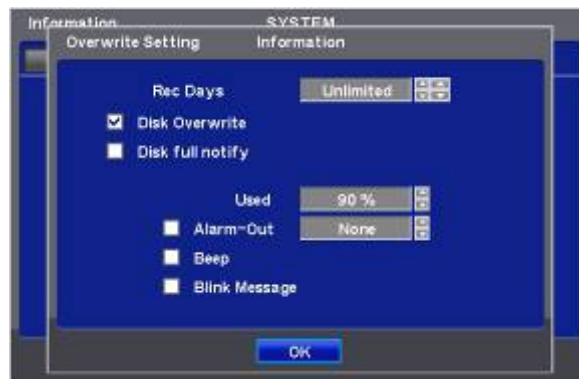 Information SYSTEM
Overwrite Setting Information
Rec Days Unlimited
Disk Overwrite
Disk full notify
Used 90 %
Alarm-Out None
Beep
Blink Message
OK